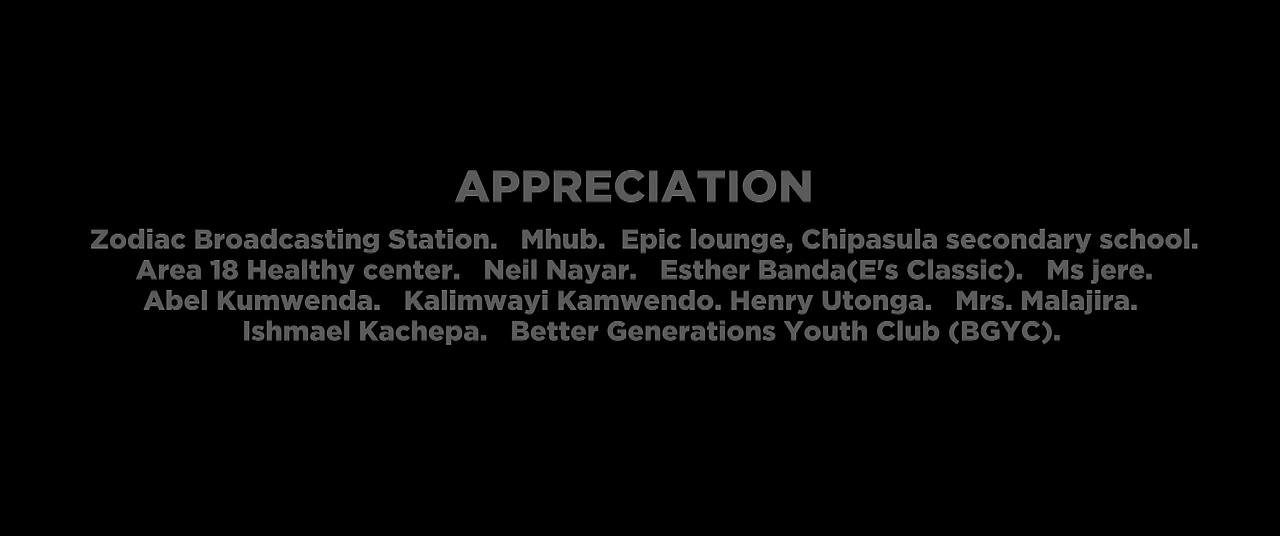 APPRECIATION
Zodiac Broadcasting Station. Mhub. Epic lounge, Chipasula secondary school.
Area 18 Healthy center. Neil Nayar. Esther Banda(E's Classic). Ms jere.
Abel Kumwenda. Kalimwayi Kamwendo. Henry Utonga. Mrs. Malajira.
Ishmael Kachepa. Better Generations Youth Club (BGYC).